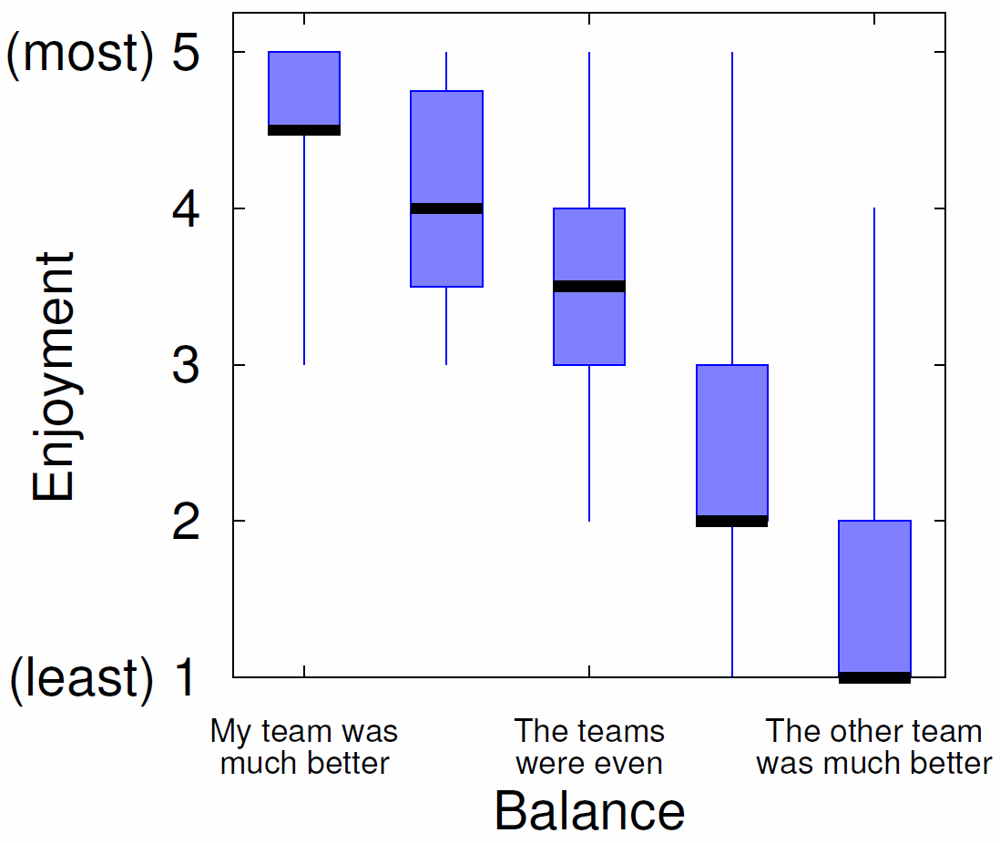 (most) 5
4
3
2
(least) 1
Enjoyment
My team was
much better
The teams
were even
The other team
was much better
Balance